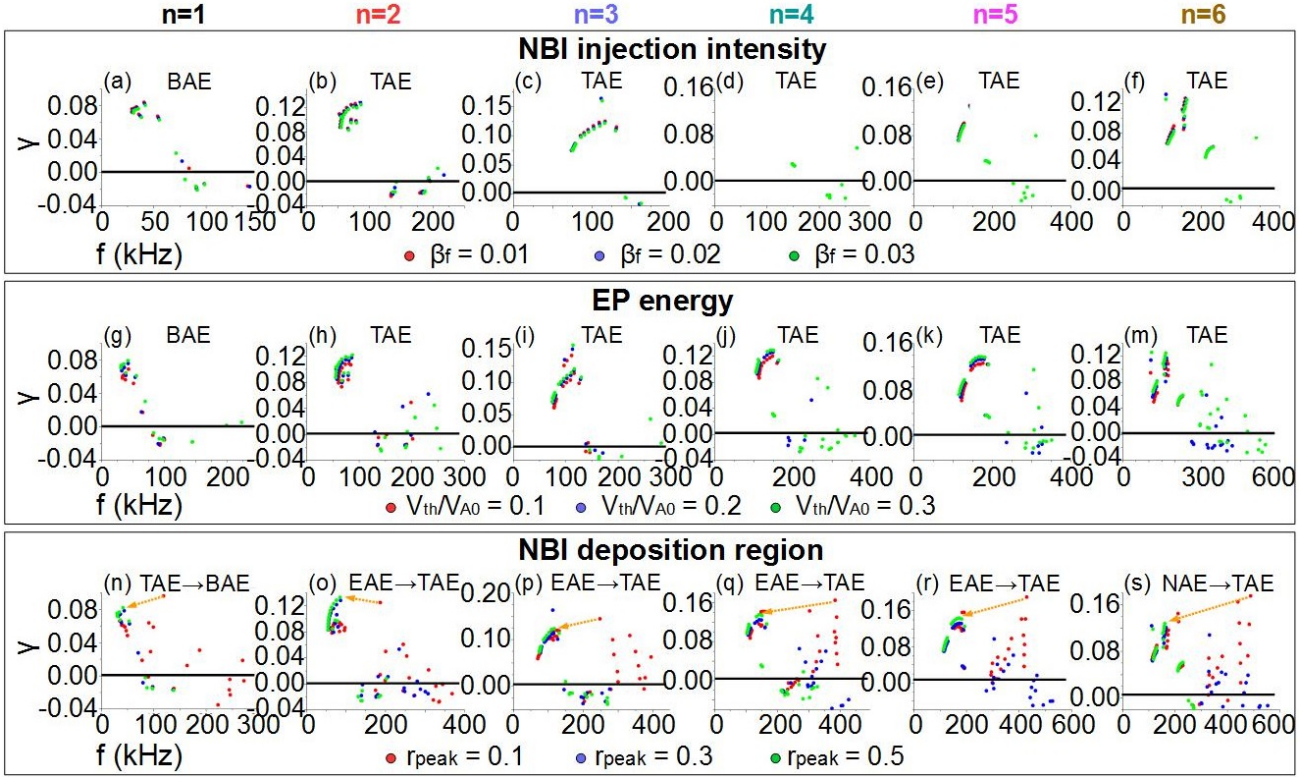 n=1 n=2 n=3 n=4 n=5 n=6
NBI injection intensity
(a) BAE (b) TAE (c) TAE (d) TAE (e) TAE (f) TAE
γ
0.08 0.04 0.00 -0.04
0.12 0.08 0.04 0.00 0.04
0.15 0.10 0.05 0.00
0.16 0.08 0.00
0.16 0.08 0.00
0.12 0.08 0.04 0.00
0 50 100 150 0 100 200 0 100 200 0 100 200 300 0 200 400 0 200 400
f (kHz)
βf = 0.01 βf = 0.02 βf = 0.03
EP energy
(g) BAE (h) TAE (i) TAE (j) TAE (k) TAE (m) TAE
γ
0.08 0.04 0.00 -0.04
0.12 0.08 0.04 0.00 0.04
0.15 0.10 0.05 0.00
0.12 0.08 0.04 0.00 0.04
0.16 0.08 0.00 -0.08
0.12 0.08 0.04 0.00 -0.04
0 100 200 0 100 200 300 0 100 200 300 0 100 200 300 400 0 200 400 0 300 600
f (kHz)
Vth/VA0 = 0.1 Vth/VA0 = 0.2 Vth/VA0 = 0.3
NBI deposition region
(n) TAE→BAE (o) EAE→TAE (p) EAE→TAE (q) EAE→TAE (r) EAE→TAE (s) NAE→TAE
γ
0.08 0.04 0.00 -0.04
0.12 0.08 0.04 0.00 0.04
0.20 0.10 0.00
0.16 0.08 0.00
0.16 0.08 0.00
0.16 0.08 0.00
0 100 200 300 0 200 400 0 200 400 0 200 400 0 200 400 600 0 200 400 600
f (kHz)
rpeak = 0.1 rpeak = 0.3 rpeak = 0.5